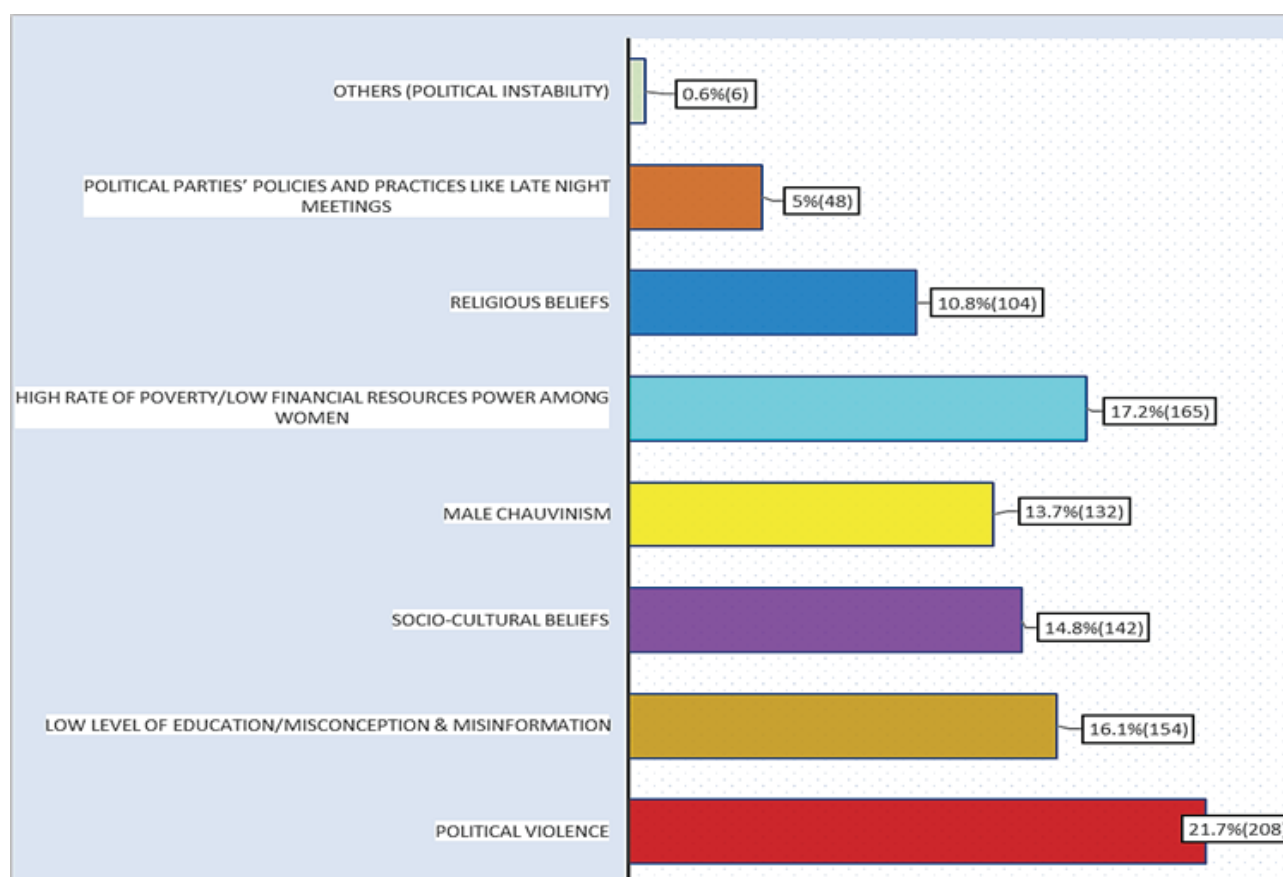 OTHERS (POLITICAL INSTABILITY)
0.6%(6)
POLITICAL PARTIES’ POLICIES AND PRACTICES LIKE LATE NIGHT
MEETINGS
5%(48)
RELIGIOUS BELIEFS
10.8%(104)
HIGH RATE OF POVERTY/LOW FINANCIAL RESOURCES POWER AMONG
WOMEN
17.2%(165)
MALE CHAUVINISM
13.7%(132)
SOCIO-CULTURAL BELIEFS
14.8%(142)
LOW LEVEL OF EDUCATION/MISCONCEPTION & MISINFORMATION
16.1%(154)
POLITICAL VIOLENCE
21.7%(208)